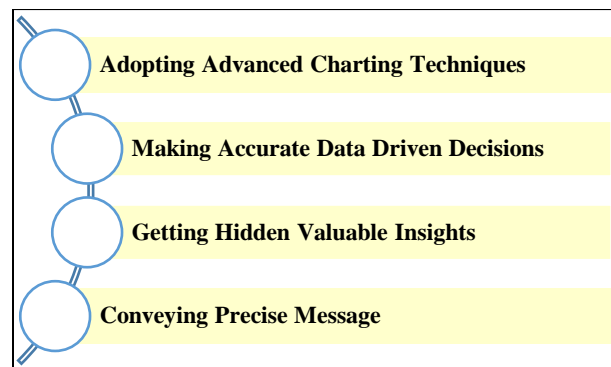 Adopting Advanced Charting Techniques
Making Accurate Data Driven Decisions
Getting Hidden Valuable Insights
Conveying Precise Message